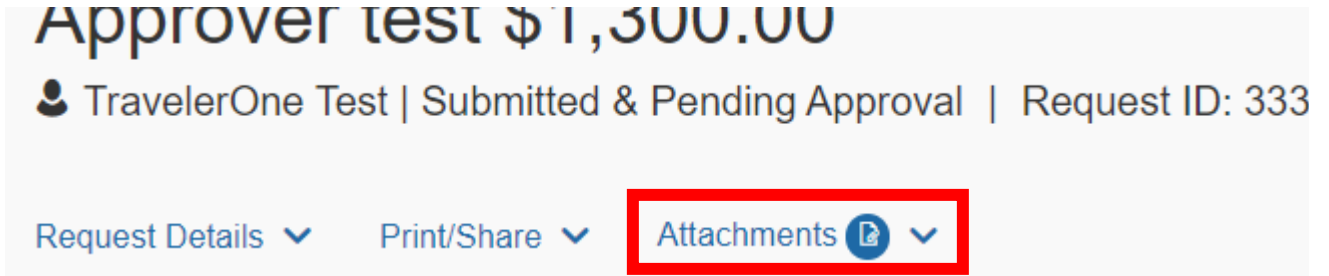 Approver test $1,300.00
TravelerOne Test | Submitted & Pending Approval | Request ID: 333
Request Details Print/Share Attachments